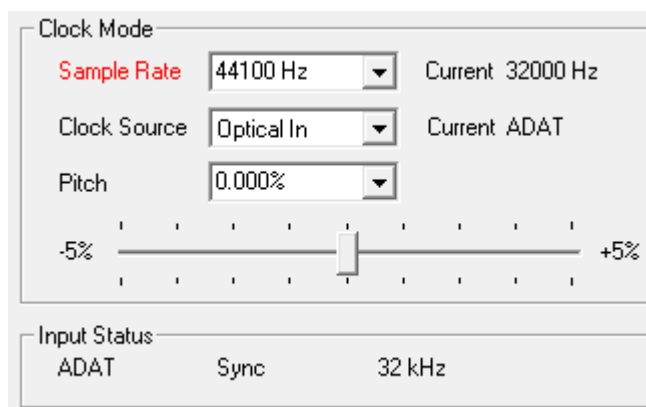 Clock Mode
Sample Rate 44100 Hz Current 32000 Hz
Clock Source Optical In Current ADAT
Pitch 0.000%
-5% +5%
Input Status
ADAT Sync 32 kHz